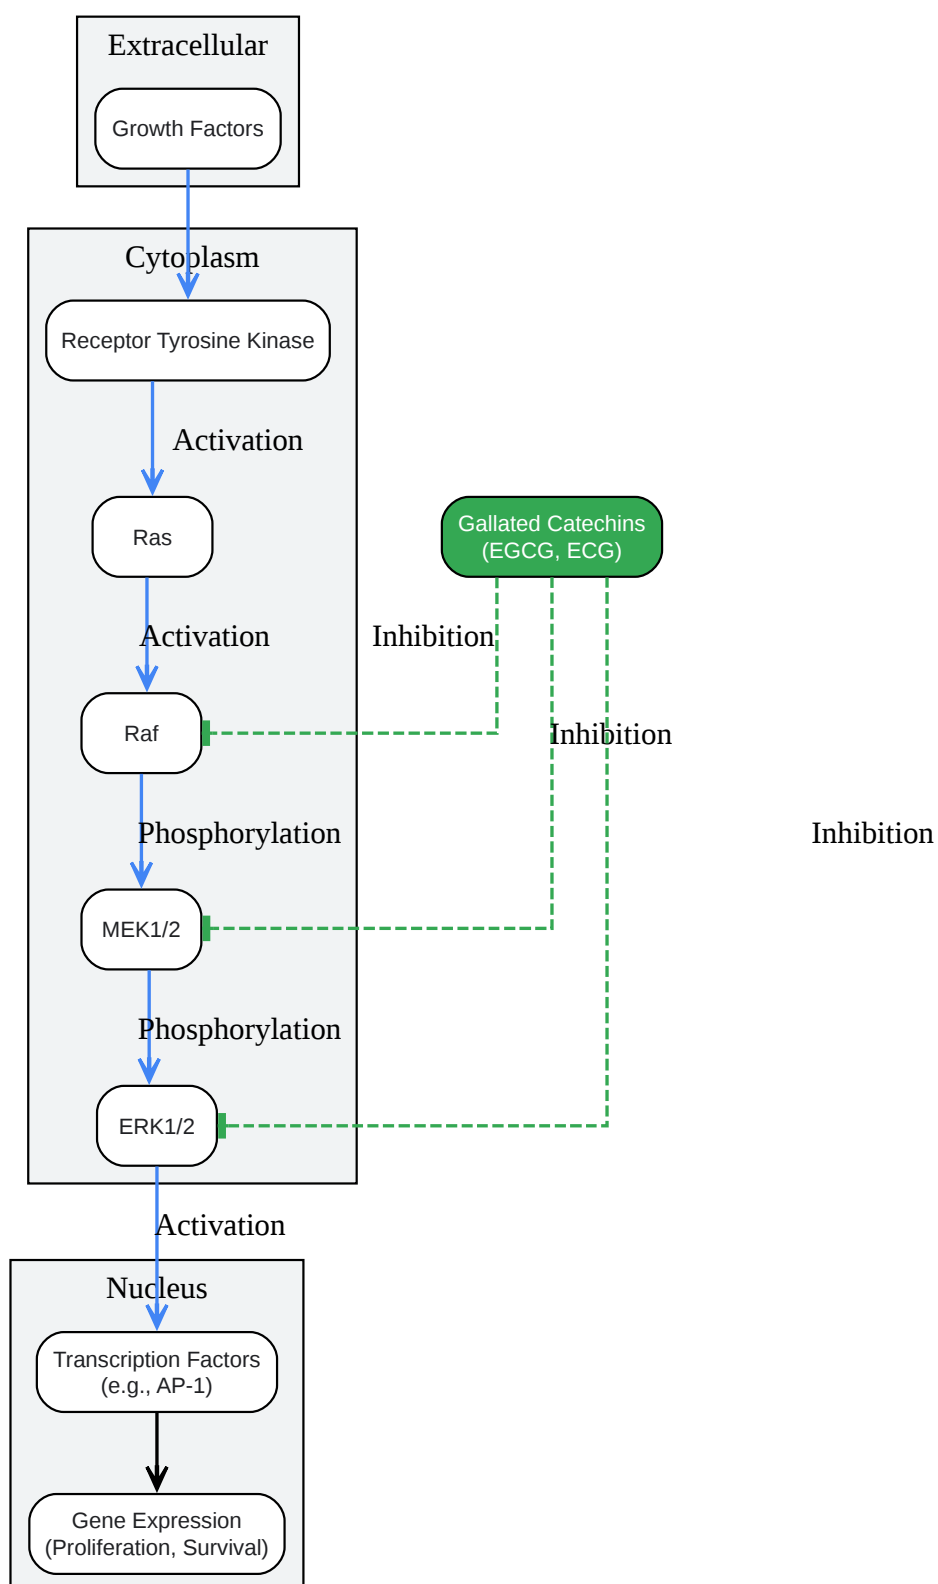 Extracellular
Growth Factors
Cytoplasm
Receptor Tyrosine Kinase
Activation
Ras
Gallated Catechins
(EGCG, ECG)
Activation
Inhibition
Raf
Inhibition
Phosphorylation
Inhibition
MEK1/2
Phosphorylation
ERK1/2
Activation
Nucleus
Transcription Factors
(e.g., AP-1)
Gene Expression
(Proliferation, Survival)